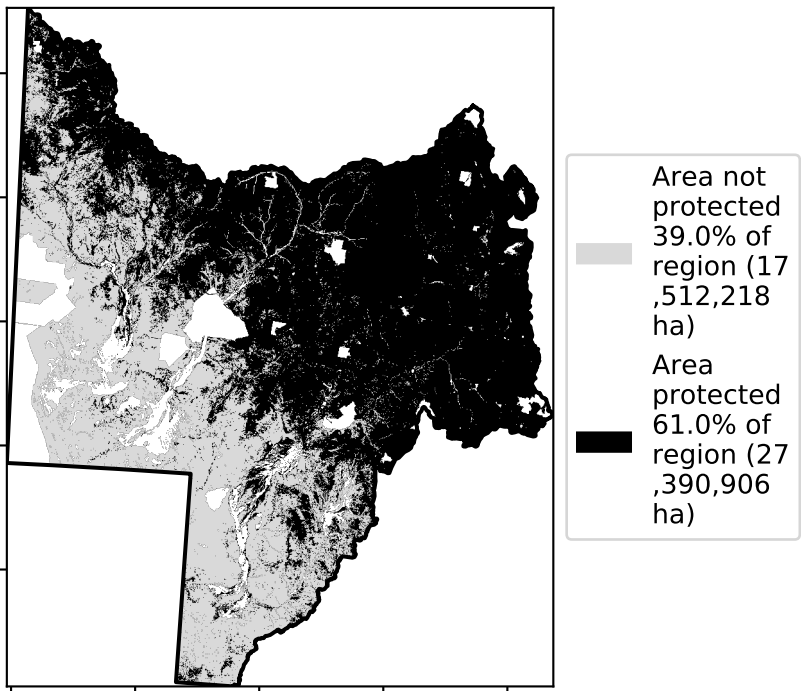 Area not
protected
39.0% of
region (17
,512,218
ha)
Area
protected
61.0% of
region (27
,390,906
ha)